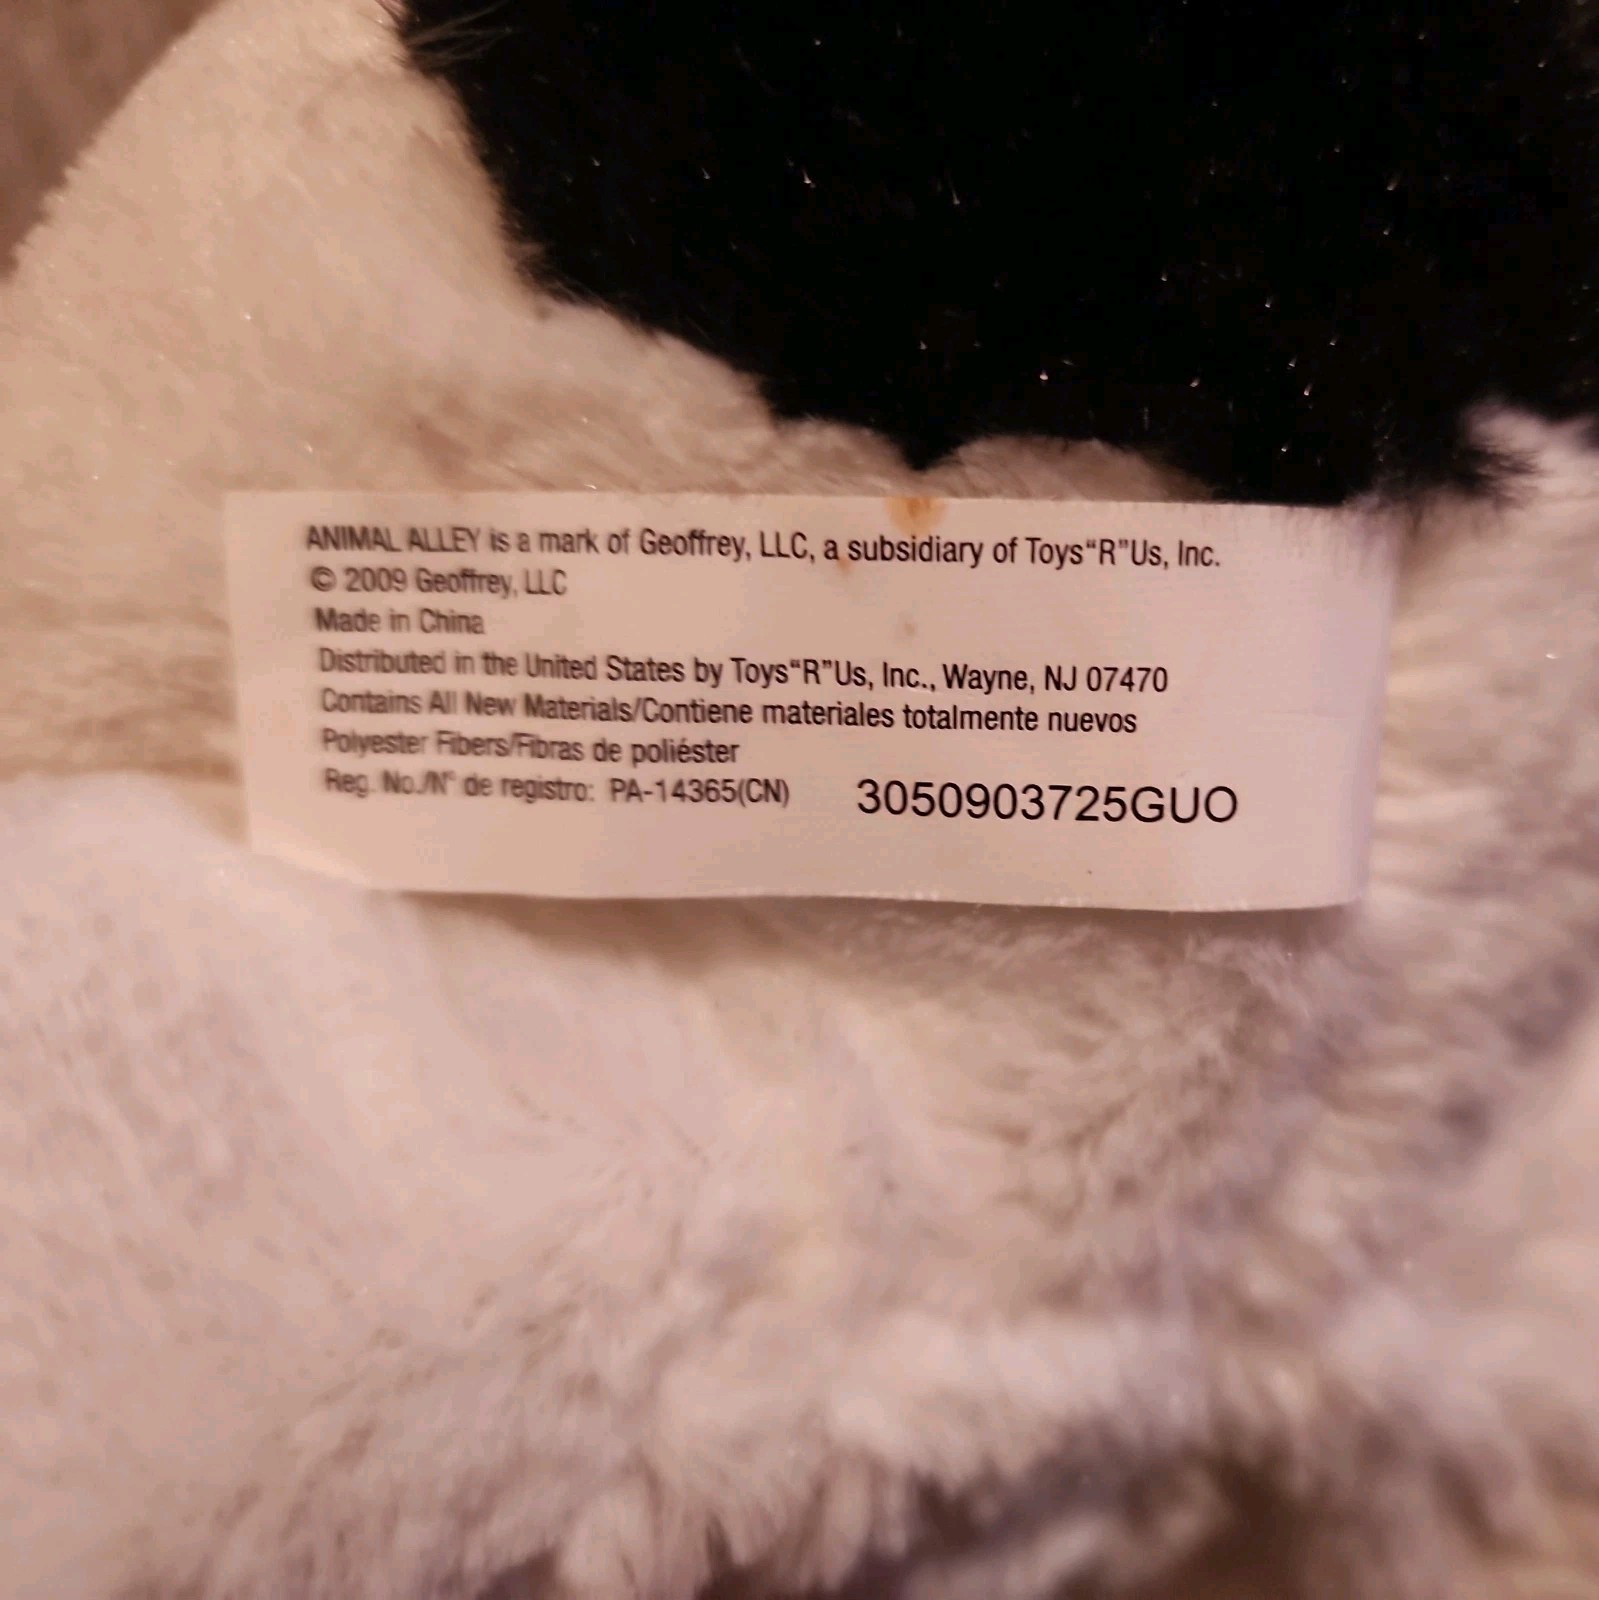 ANIMAL ALLEY is a mark of Geoffrey, LLC, a subsidiary of Toys“R”Us, Inc.
© 2009 Geoffrey, LLC
Made in China
Distributed in the United States by Toys“R”Us, Inc., Wayne, NJ 07470
Contains All New Materials/Contiene materiales totalmente nuevos
Polyester Fibers/Fibras de poliéster
Reg. No./N° de registro: PA-14365(CN) 3050903725GUO